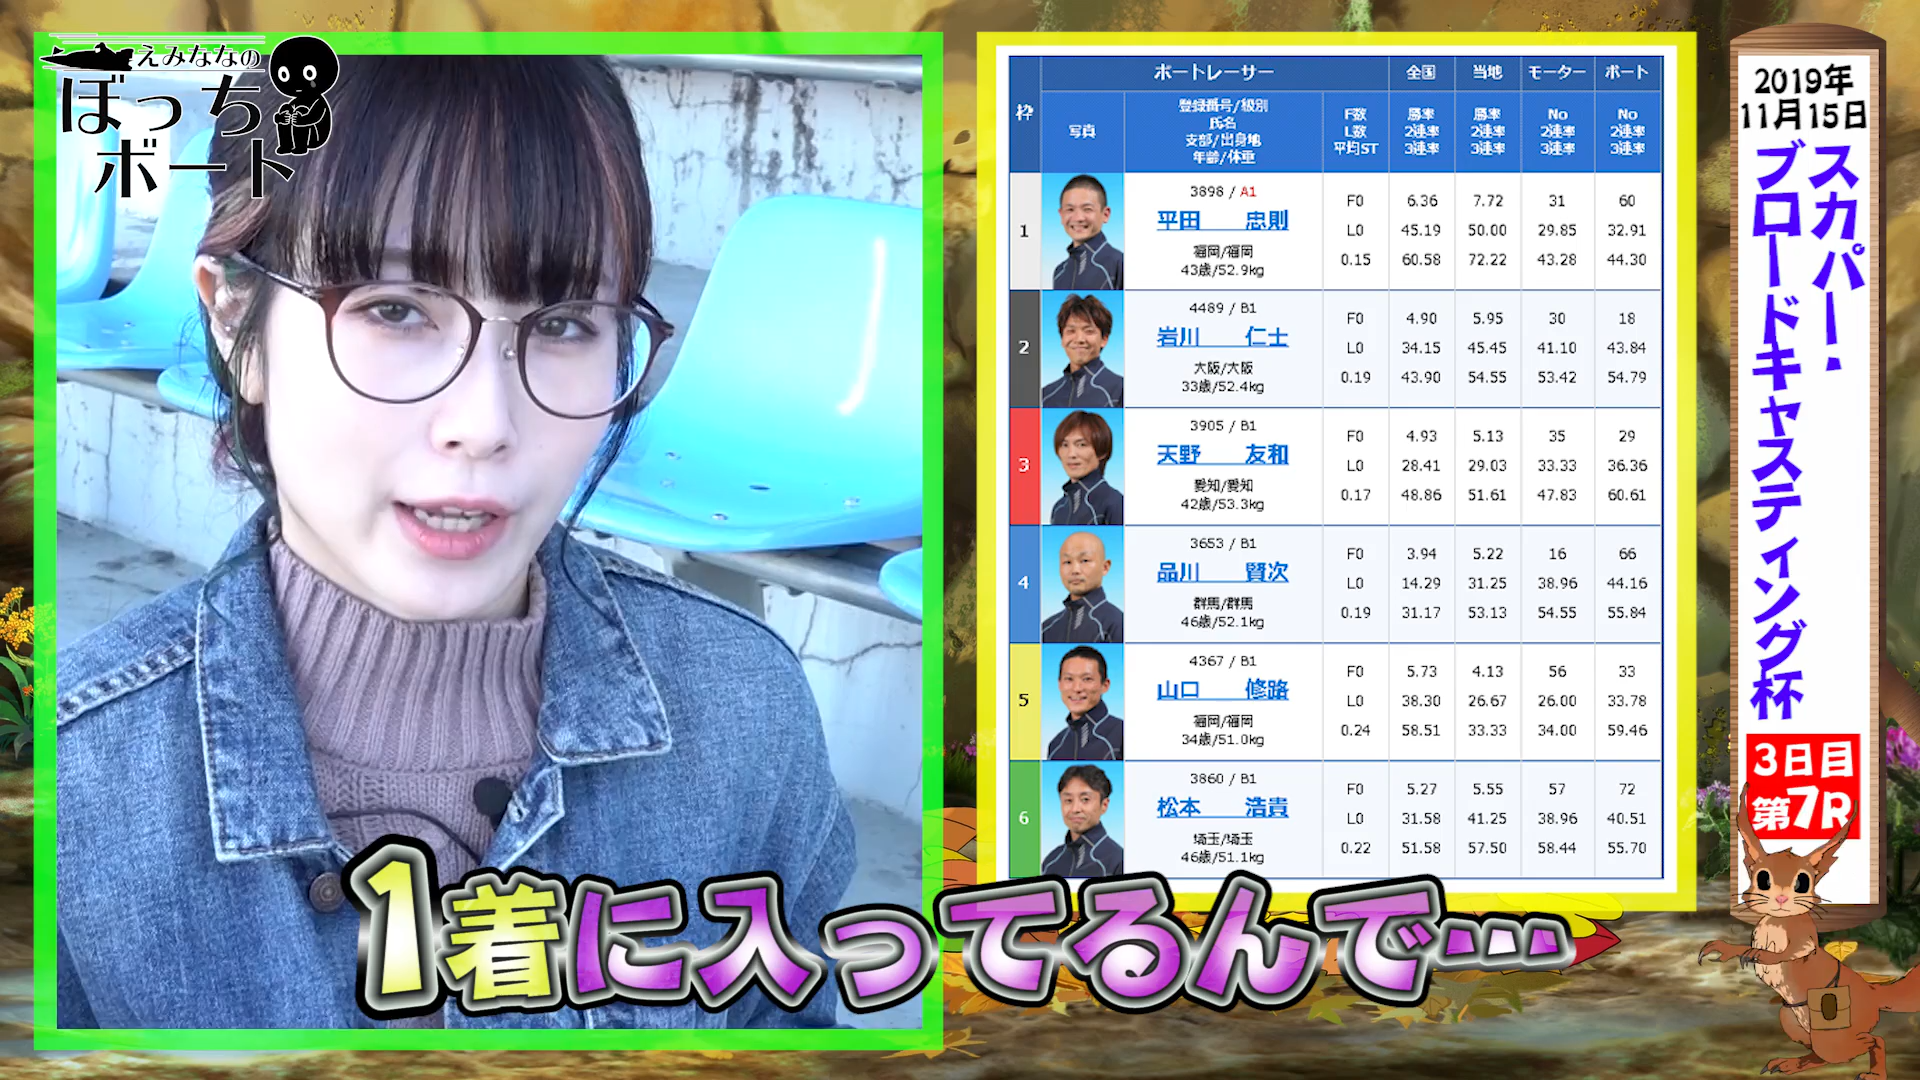 えみななの
ぼっち
ボート
ボートレーサー 全国 当地 モーター ボート
枠 写真 登録番号/級別 氏名 支部/出身地 年齢/体重 F数 L数 平均ST 勝率 2連率 3連率 勝率 2連率 3連率 No 2連率 3連率 No 2連率 3連率
3898 / A1
1 平田 忠則
福岡/福岡
43歳/52.9kg
F0 6.36 7.72 31 60
L0 45.19 50.00 29.85 32.91
0.15 60.58 72.22 43.28 44.30
4489 / B1
2 岩川 仁士
大阪/大阪
33歳/52.4kg
F0 4.90 5.95 30 18
L0 34.15 45.45 41.10 43.84
0.19 43.90 54.55 53.42 54.79
3905 / B1
3 天野 友和
愛知/愛知
42歳/53.3kg
F0 4.93 5.13 35 29
L0 28.41 29.03 33.33 36.36
0.17 48.86 51.61 47.83 60.61
3653 / B1
4 品川 賢次
群馬/群馬
46歳/52.1kg
F0 3.94 5.22 16 66
L0 14.29 31.25 38.96 44.16
0.19 31.17 53.13 54.55 55.84
4367 / B1
5 山口 修路
福岡/福岡
34歳/51.0kg
F0 5.73 4.13 56 33
L0 38.30 26.67 26.00 33.78
0.24 58.51 33.33 34.00 59.46
3860 / B1
6 松本 浩貴
埼玉/埼玉
46歳/51.1kg
F0 5.27 5.55 57 72
L0 31.58 41.25 38.96 40.51
0.22 51.58 57.50 58.44 55.70
2019年
11月15日
スカパー・
ブロードキャスティング杯
3日目
第7R
1着に入ってるんで…